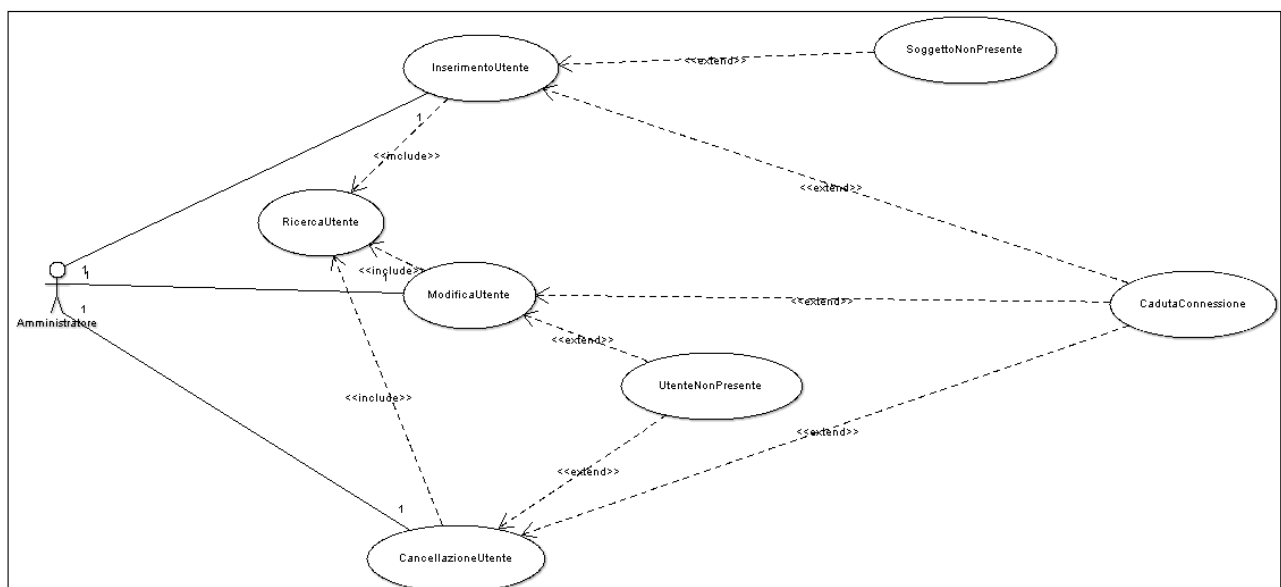 SoggettoNonPresente
InserimentoUtente
<<extend>>
1
<<include>>
<<extend>>
RicercaUtente
1
1
<<include>>
1
ModificaUtente
<<extend>>
CadutaConnessione
1
Amministratore
<<extend>>
UtenteNonPresente
<<include>>
<<extend>>
<<extend>>
1
CancellazioneUtente